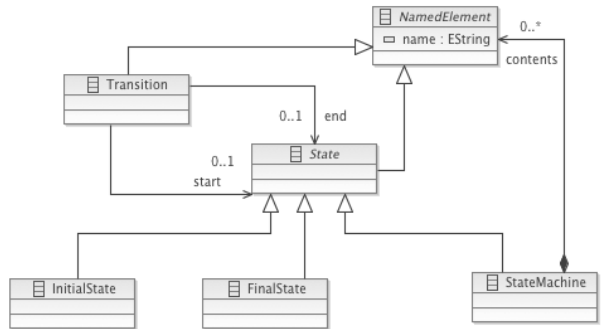 NamedElement
name : EString
0..*
contents
Transition
0..1
end
0..1
State
start
InitialState
FinalState
StateMachine